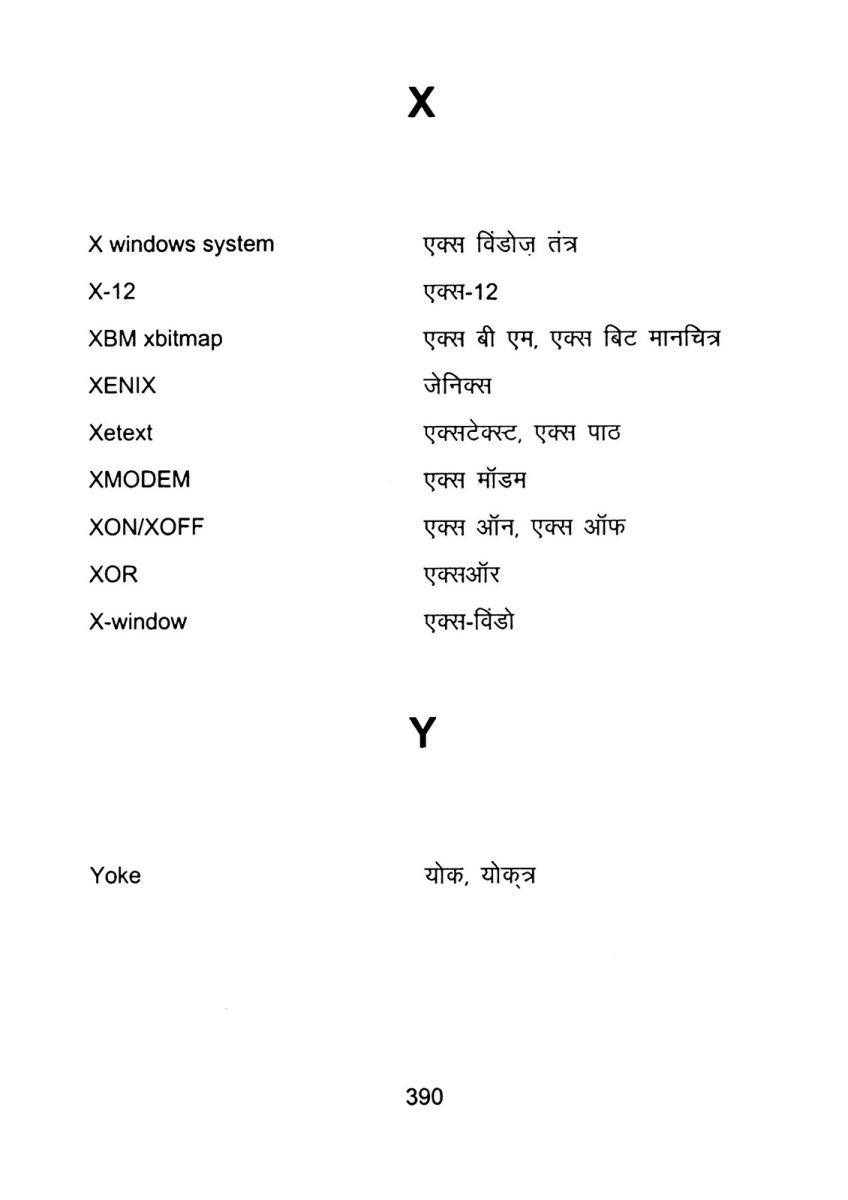 X
X windows system एक्स विंडोज़ तंत्र
X-12 एक्स-12
XBM xbitmap एक्स बी एम, एक्स बिट मानचित्र
XENIX जेनिक्स
Xetext एक्सटेक्स्ट, एक्स पाठ
XMODEM एक्स मॉडम
XON/XOFF एक्स ऑन, एक्स ऑफ
XOR एक्सऑर
X-window एक्स-विंडो
Y
Yoke योक, योक्‌त्र
390